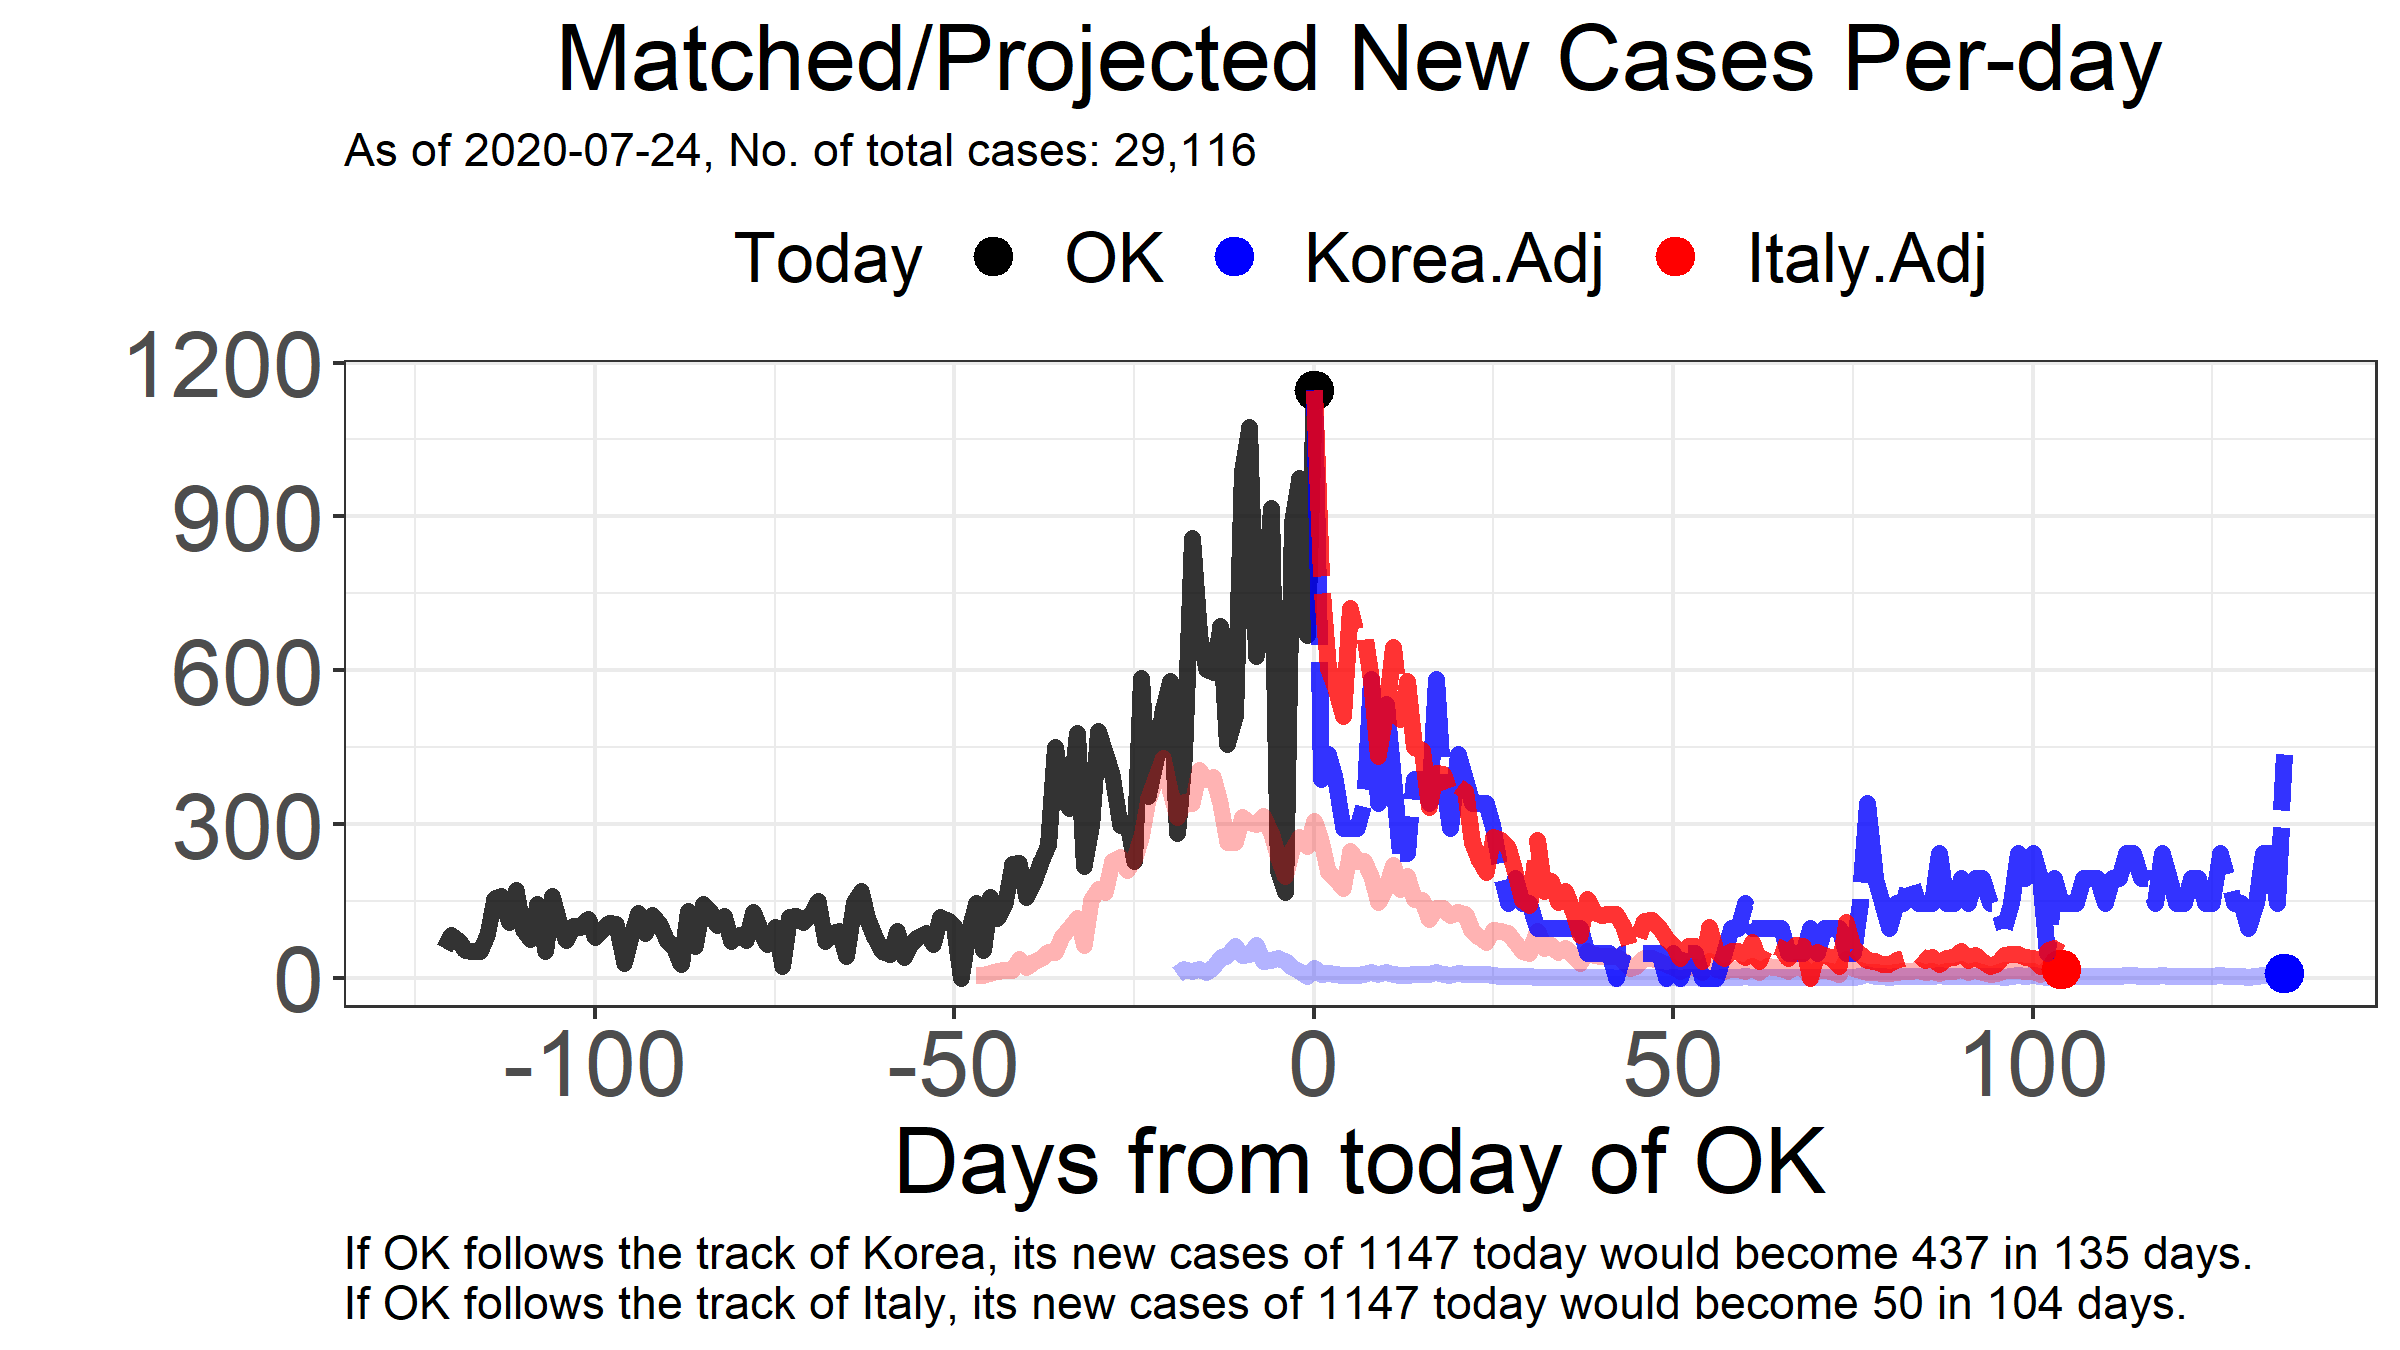 Matched/Projected New Cases Per-day
As of 2020-07-24, No. of total cases: 29,116
Today OK Korea.Adj Italy.Adj
1200
900
600
300
0
-100 -50 0 50 100
Days from today of OK
If OK follows the track of Korea, its new cases of 1147 today would become 437 in 135 days.
If OK follows the track of Italy, its new cases of 1147 today would become 50 in 104 days.